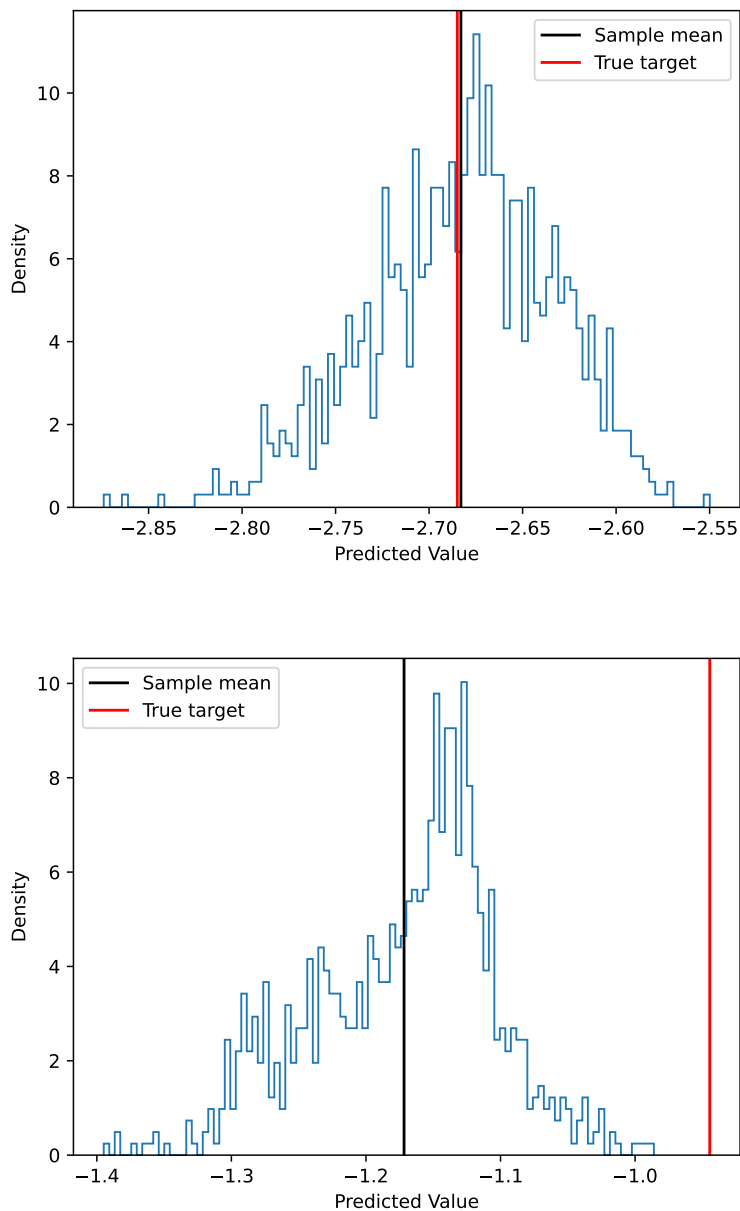 Sample mean
True target
10
8
6
4
2
0
Density
−2.85 −2.80 −2.75 −2.70 −2.65 −2.60 −2.55
Predicted Value
Sample mean
True target
10
8
6
4
2
0
Density
−1.4 −1.3 −1.2 −1.1 −1.0
Predicted Value